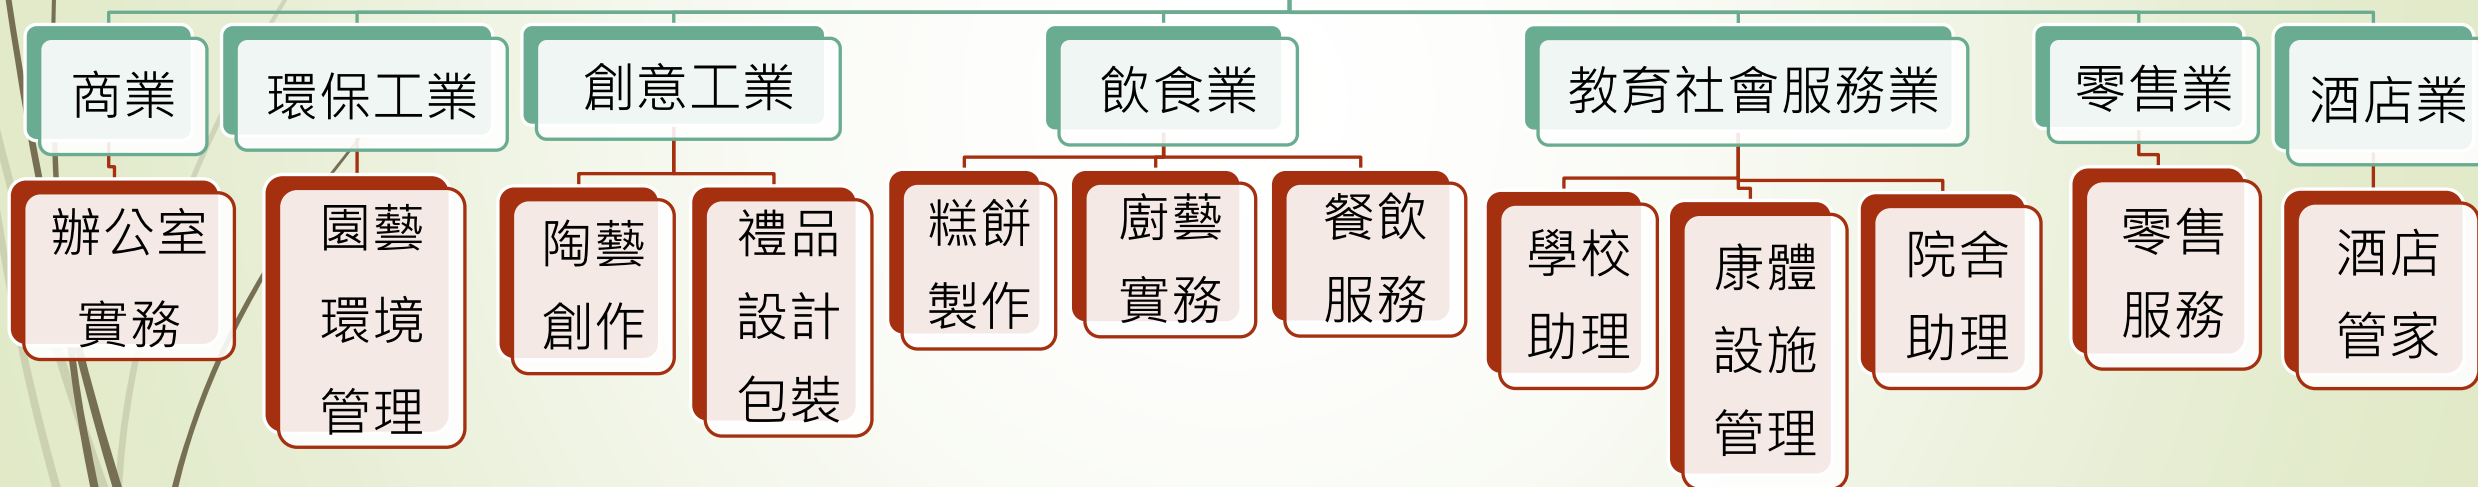 商業
環保工業
創意工業
飲食業
教育社會服務業
零售業
酒店業
辦公室
實務
園藝
環境
管理
陶藝
創作
禮品
設計
包裝
糕餅
製作
廚藝
實務
餐飲
服務
學校
助理
康體
設施
管理
院舍
助理
零售
服務
酒店
管家